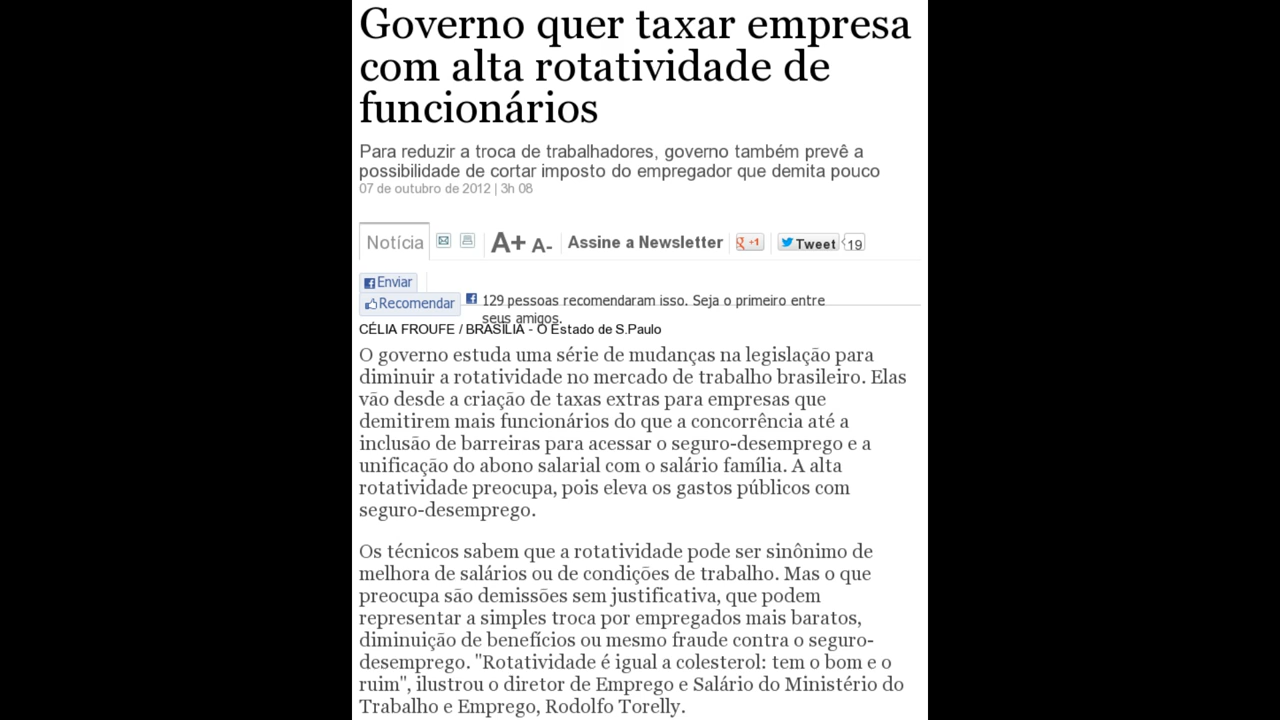 Governo quer taxar empresa
com alta rotatividade de
funcionários
Para reduzir a troca de trabalhadores, governo também prevê a
possibilidade de cortar imposto do empregador que demita pouco
07 de outubro de 2012 | 3h 08
Notícia A+ A- Assine a Newsletter +1 Tweet 19
Enviar
Recomendar 129 pessoas recomendaram isso. Seja o primeiro entre
seus amigos.
CÉLIA FROUFE / BRASÍLIA - O Estado de S.Paulo
O governo estuda uma série de mudanças na legislação para
diminuir a rotatividade no mercado de trabalho brasileiro. Elas
vão desde a criação de taxas extras para empresas que
demitirem mais funcionários do que a concorrência até a
inclusão de barreiras para acessar o seguro-desemprego e a
unificação do abono salarial com o salário família. A alta
rotatividade preocupa, pois eleva os gastos públicos com
seguro-desemprego.
Os técnicos sabem que a rotatividade pode ser sinônimo de
melhora de salários ou de condições de trabalho. Mas o que
preocupa são demissões sem justificativa, que podem
representar a simples troca por empregados mais baratos,
diminuição de benefícios ou mesmo fraude contra o seguro-
desemprego. "Rotatividade é igual a colesterol: tem o bom e o
ruim", ilustrou o diretor de Emprego e Salário do Ministério do
Trabalho e Emprego, Rodolfo Torelly.